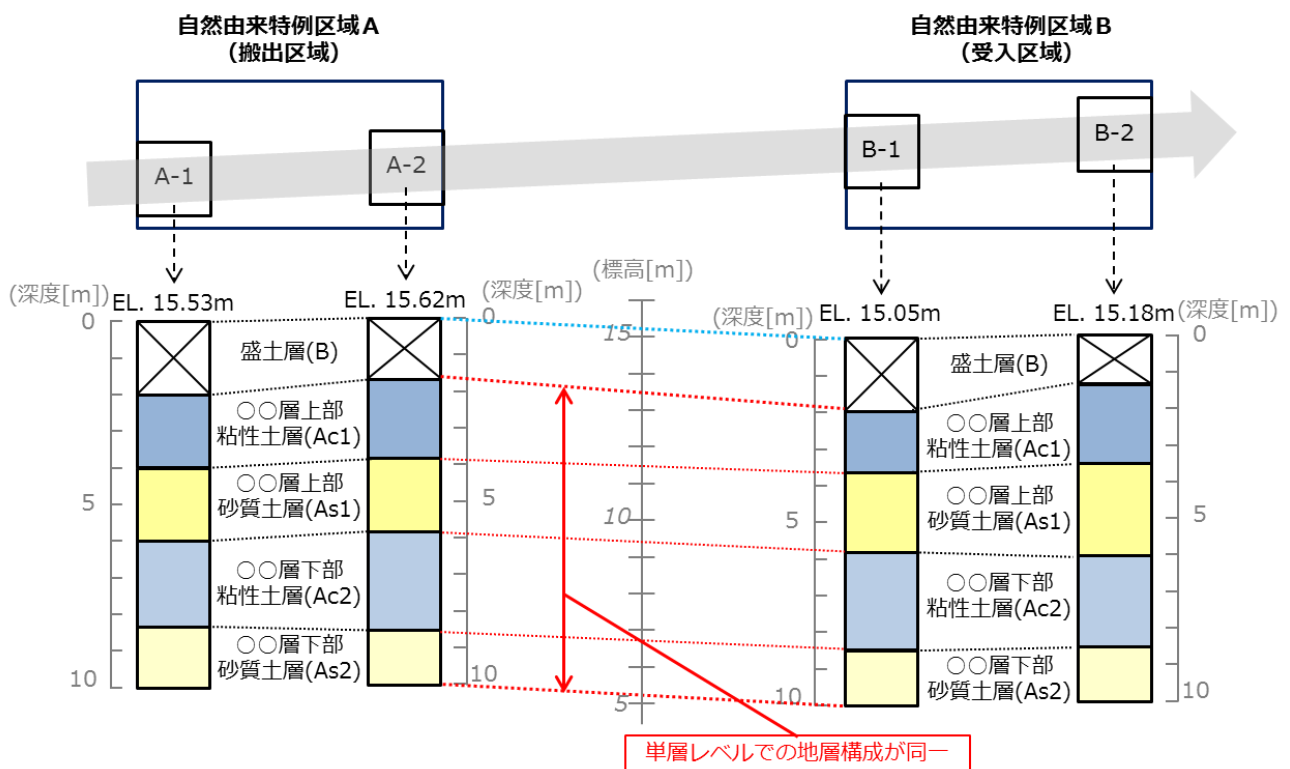 自然由来特例区域A
(搬出区域)
自然由来特例区域B
(受入区域)
A-1
A-2
B-1
B-2
(深度[m])
EL. 15.53m
EL. 15.62m
(深度[m])
(標高[m])
(深度[m])
EL. 15.05m
EL. 15.18m
(深度[m])
0
0
15
0
0
盛土層(B)
盛土層(B)
○○層上部
粘性土層(Ac1)
○○層上部
粘性土層(Ac1)
○○層上部
砂質土層(As1)
○○層上部
砂質土層(As1)
5
5
10
5
5
○○層下部
粘性土層(Ac2)
○○層下部
粘性土層(Ac2)
○○層下部
砂質土層(As2)
○○層下部
砂質土層(As2)
10
10
5
10
10
単層レベルでの地層構成が同一